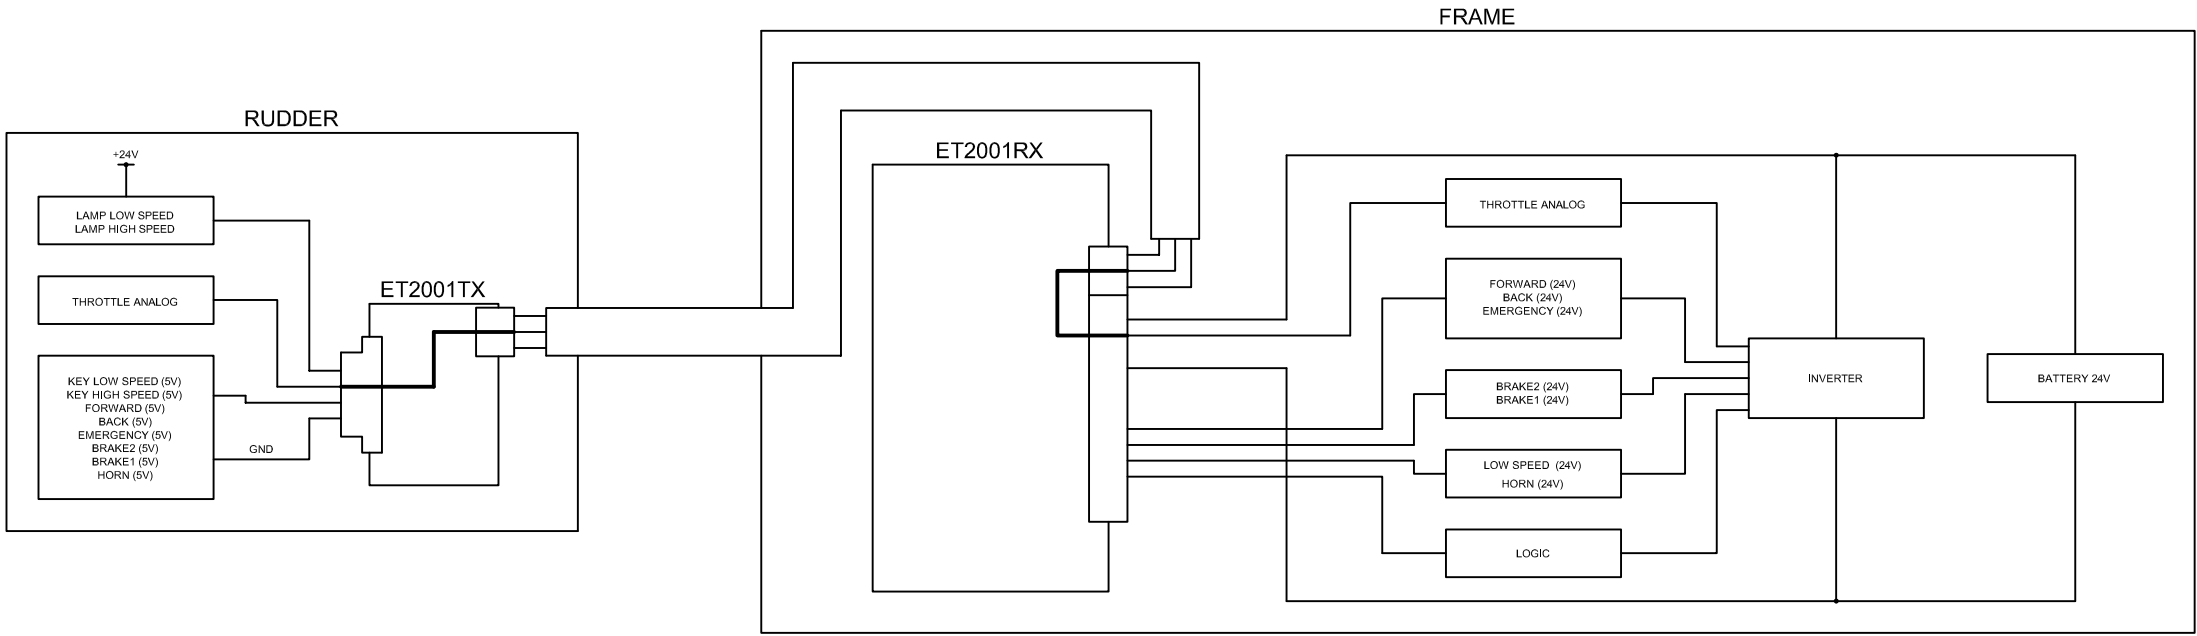 FRAME
RUDDER
+24V
LAMP LOW SPEED
LAMP HIGH SPEED
THROTTLE ANALOG
KEY LOW SPEED (5V)
KEY HIGH SPEED (5V)
FORWARD (5V)
BACK (5V)
EMERGENCY (5V)
BRAKE2 (5V)
BRAKE1 (5V)
HORN (5V)
GND
ET2001TX
ET2001RX
THROTTLE ANALOG
FORWARD (24V)
BACK (24V)
EMERGENCY (24V)
BRAKE2 (24V)
BRAKE1 (24V)
LOW SPEED (24V)
HORN (24V)
LOGIC
INVERTER
BATTERY 24V